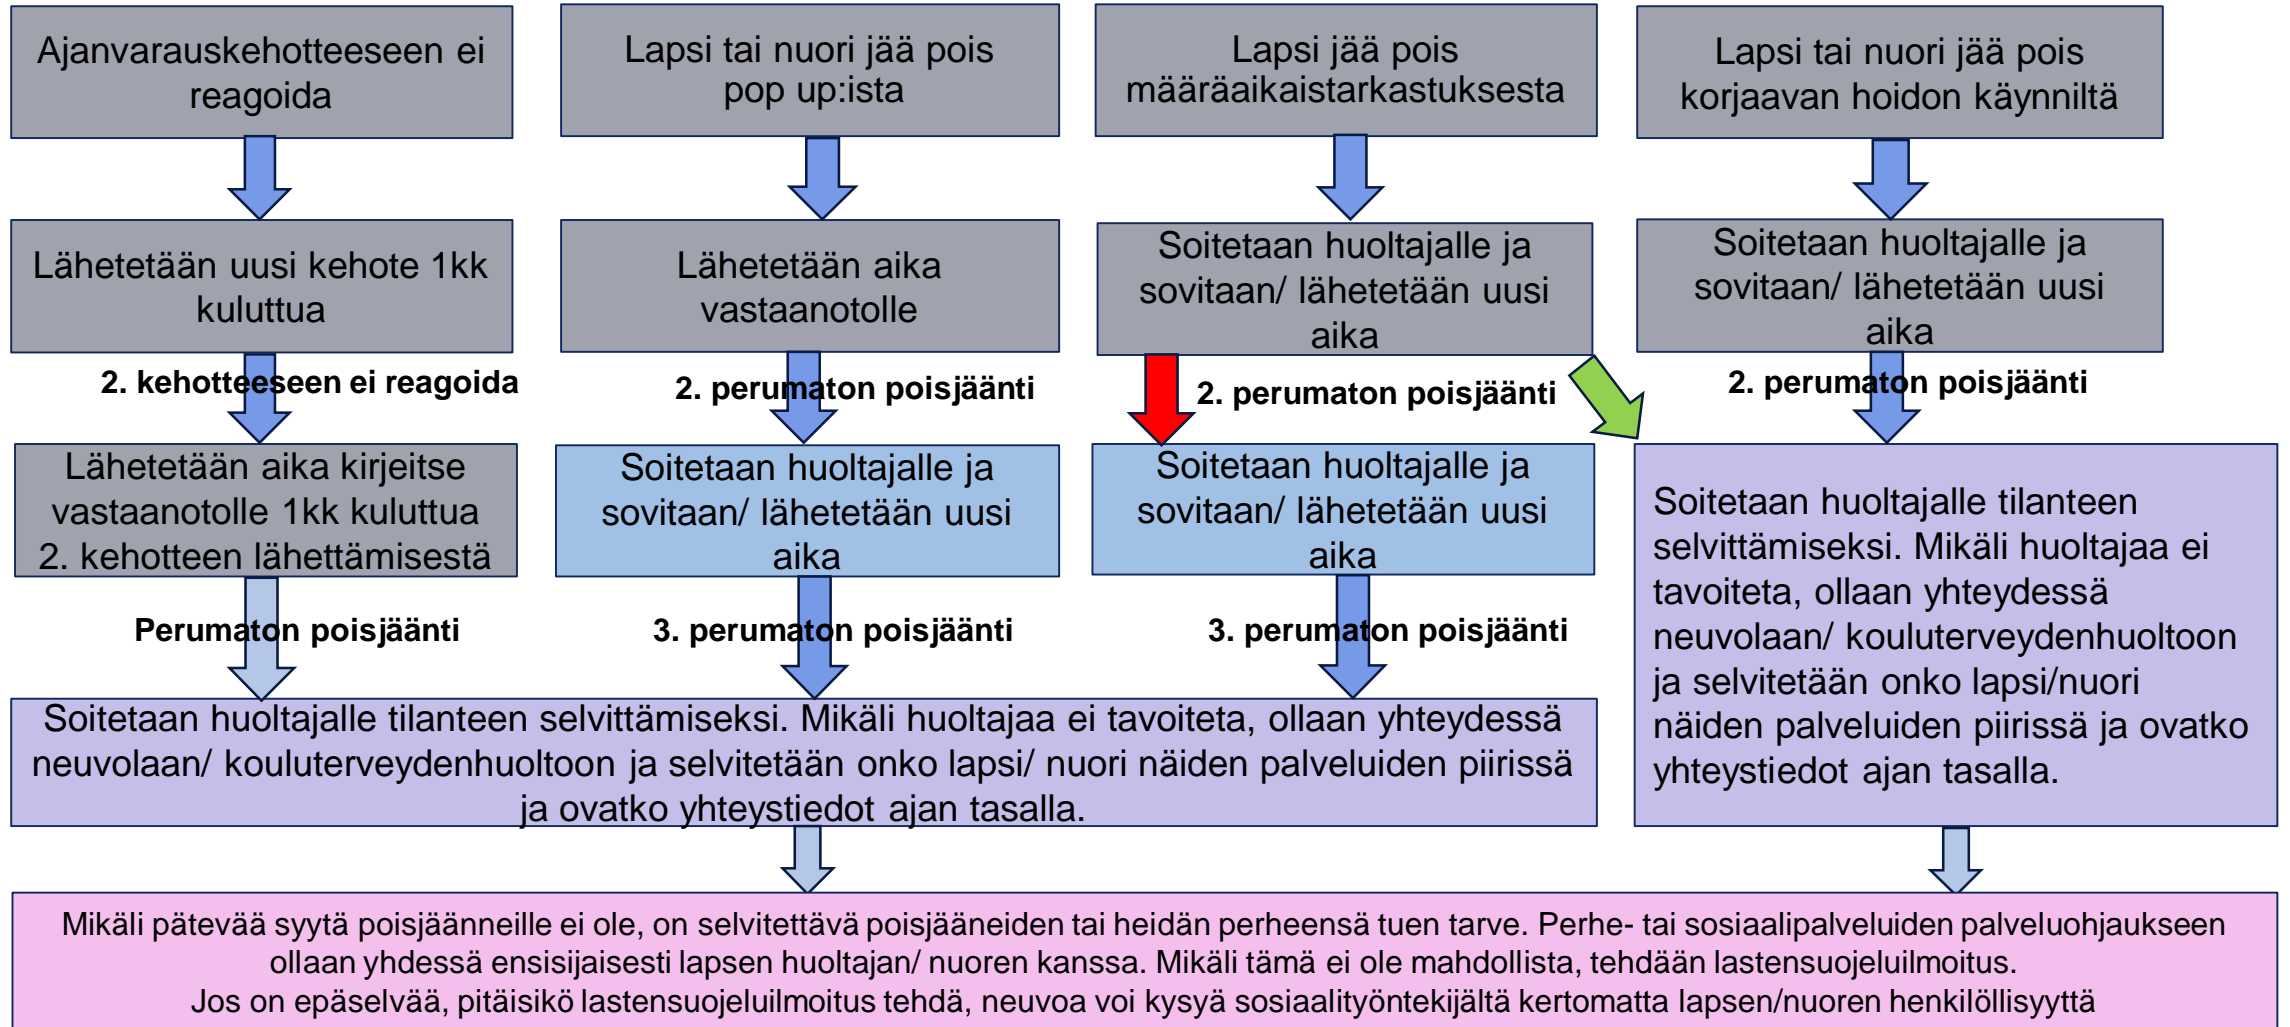 Ajanvarauskehotteeseen ei
reagoida
Lapsi tai nuori jää pois
pop up:ista
Lapsi jää pois
määräaikaistarkastuksesta
Lapsi tai nuori jää pois
korjaavan hoidon käynniltä
Lähetetään uusi kehote 1kk
kuluttua
Lähetetään aika
vastaanotolle
Soitetaan huoltajalle ja
sovitaan/ lähetetään uusi
aika
Soitetaan huoltajalle ja
sovitaan/ lähetetään uusi
aika
2. kehotteeseen ei reagoida
2. perumaton poisjäänti
2. perumaton poisjäänti
2. perumaton poisjäänti
Lähetetään aika kirjeitse
vastaanotolle 1kk kuluttua
2. kehotteen lähettämisestä
Soitetaan huoltajalle ja
sovitaan/ lähetetään uusi
aika
Soitetaan huoltajalle ja
sovitaan/ lähetetään uusi
aika
Soitetaan huoltajalle tilanteen
selvittämiseksi. Mikäli huoltajaa ei
tavoiteta, ollaan yhteydessä
neuvolaan/ kouluterveydenhuoltoon
ja selvitetään onko lapsi/nuori
näiden palveluiden piirissä ja ovatko
yhteystiedot ajan tasalla.
Perumaton poisjäänti
3. perumaton poisjäänti
3. perumaton poisjäänti
Soitetaan huoltajalle tilanteen selvittämiseksi. Mikäli huoltajaa ei tavoiteta, ollaan yhteydessä
neuvolaan/ kouluterveydenhuoltoon ja selvitetään onko lapsi/ nuori näiden palveluiden piirissä
ja ovatko yhteystiedot ajan tasalla.
Mikäli pätevää syytä poisjäänneille ei ole, on selvitettävä poisjääneiden tai heidän perheensä tuen tarve. Perhe- tai sosiaalipalveluiden palveluohjaukseen
ollaan yhdessä ensisijaisesti lapsen huoltajan/ nuoren kanssa. Mikäli tämä ei ole mahdollista, tehdään lastensuojeluilmoitus.
Jos on epäselvää, pitäisikö lastensuojeluilmoitus tehdä, neuvoa voi kysyä sosiaalityöntekijältä kertomatta lapsen/nuoren henkilöllisyyttä